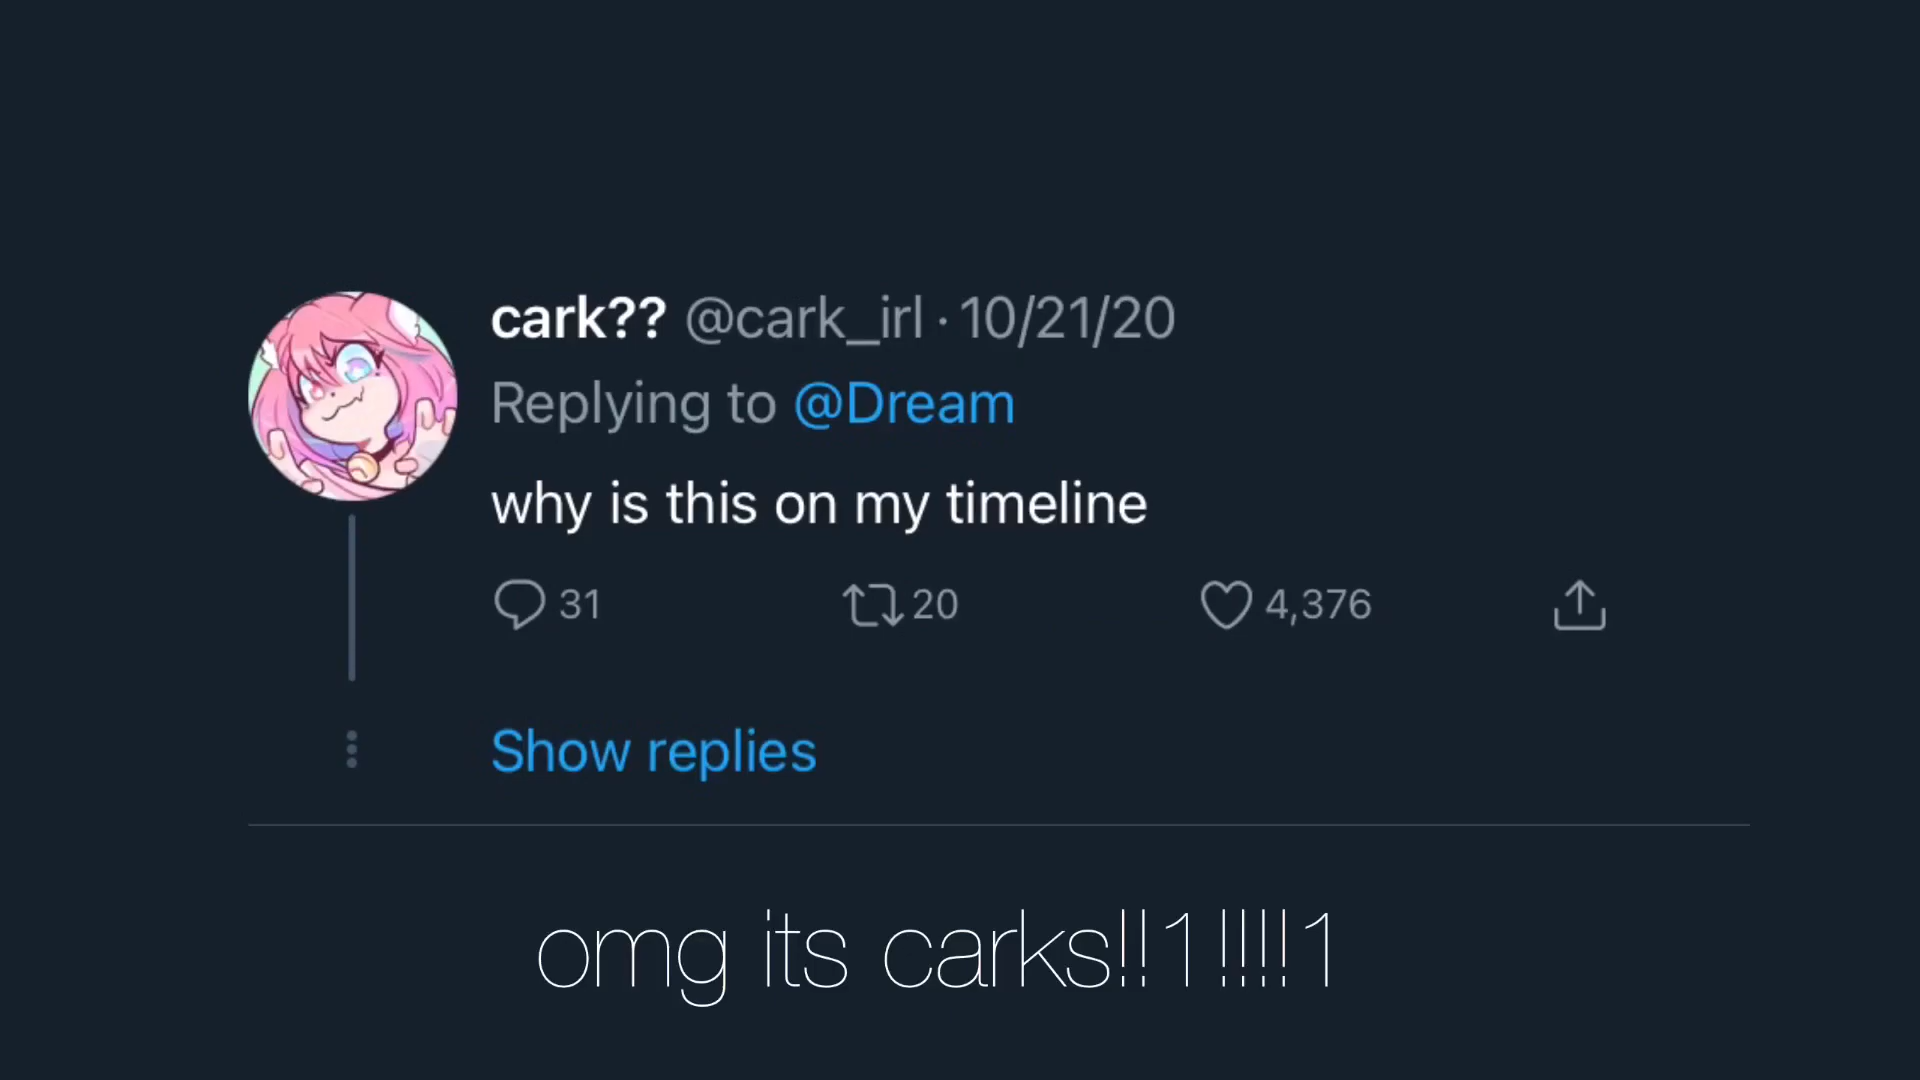 cark?? @cark_irl · 10/21/20
Replying to @Dream
why is this on my timeline
31 20 4,376
Show replies
omg its carks!!1!!!!1